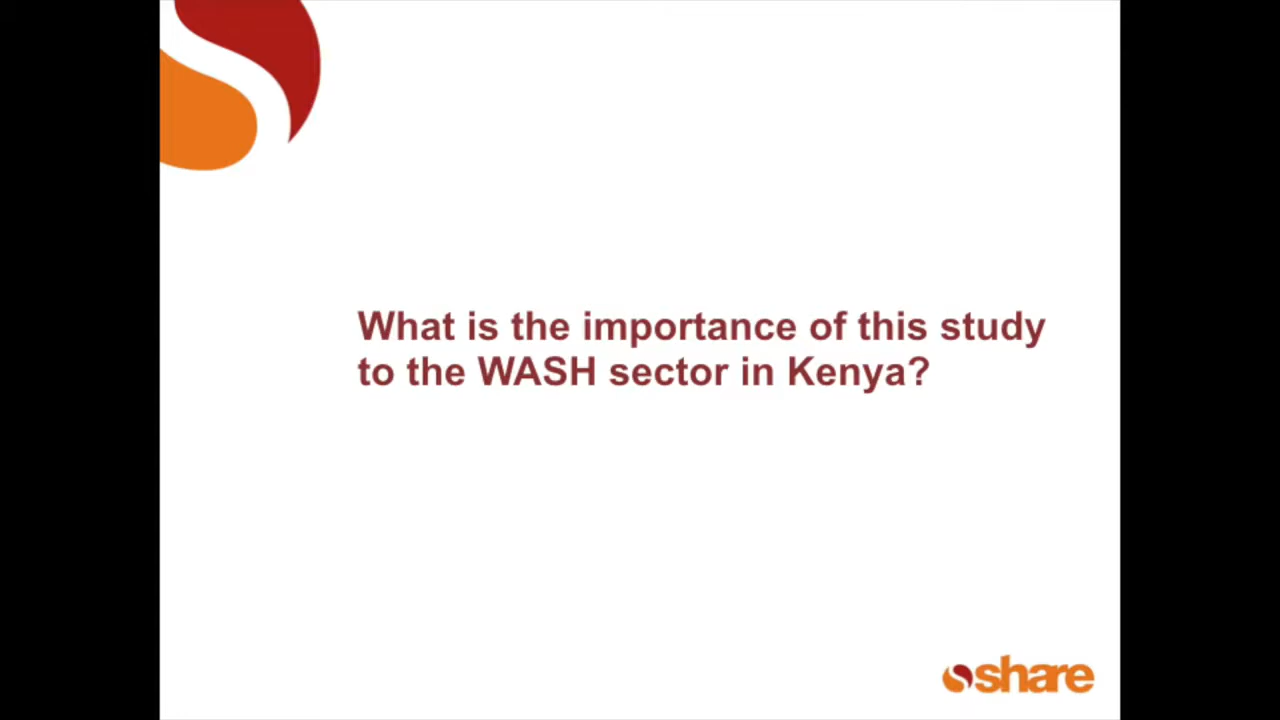 What is the importance of this study
to the WASH sector in Kenya?
share